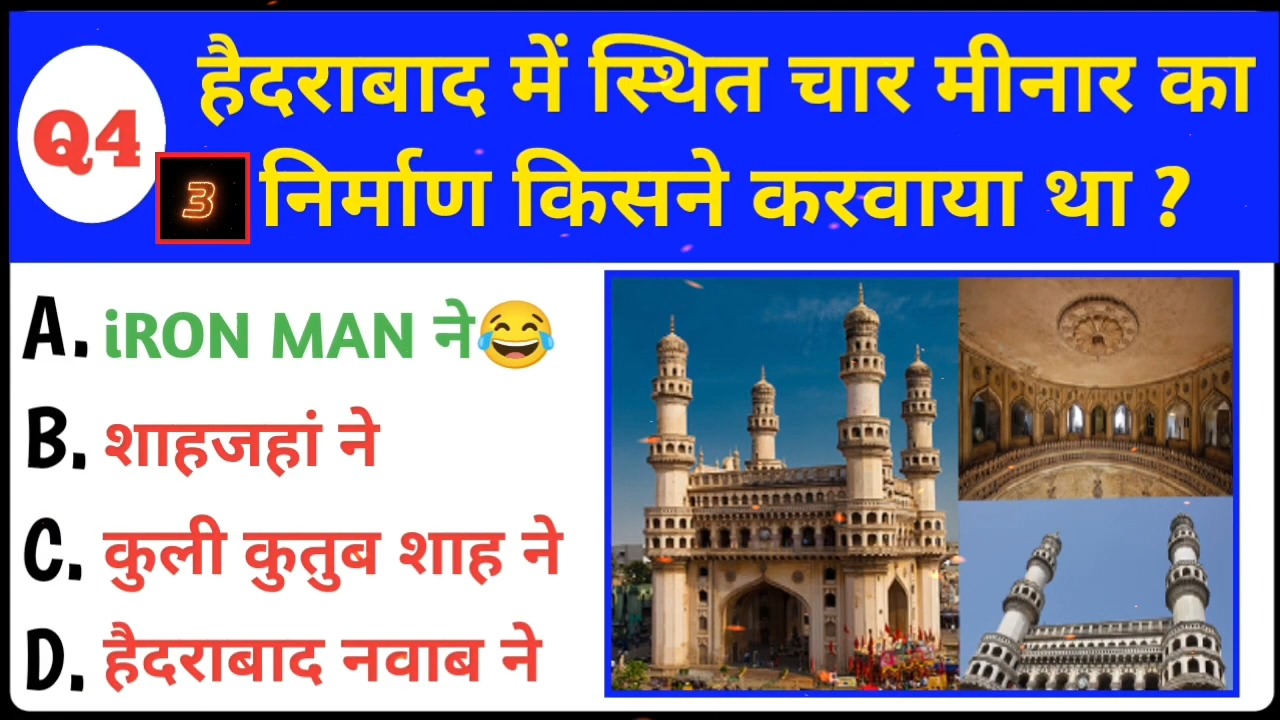 Q4
हैदराबाद में स्थित चार मीनार का
3
निर्माण किसने करवाया था ?
A. iRON MAN ने😂
B. शाहजहां ने
C. कुली कुतुब शाह ने
D. हैदराबाद नवाब ने